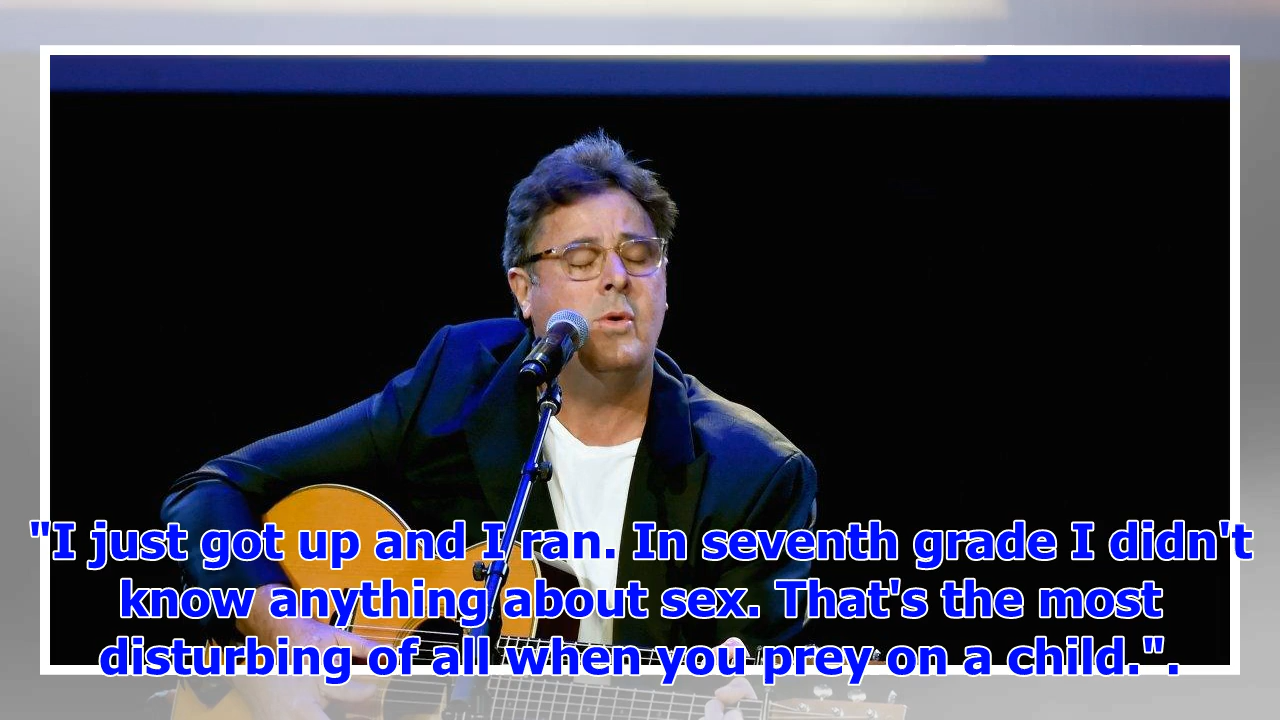 "I just got up and I ran. In seventh grade I didn't
know anything about sex. That's the most
disturbing of all when you prey on a child.".